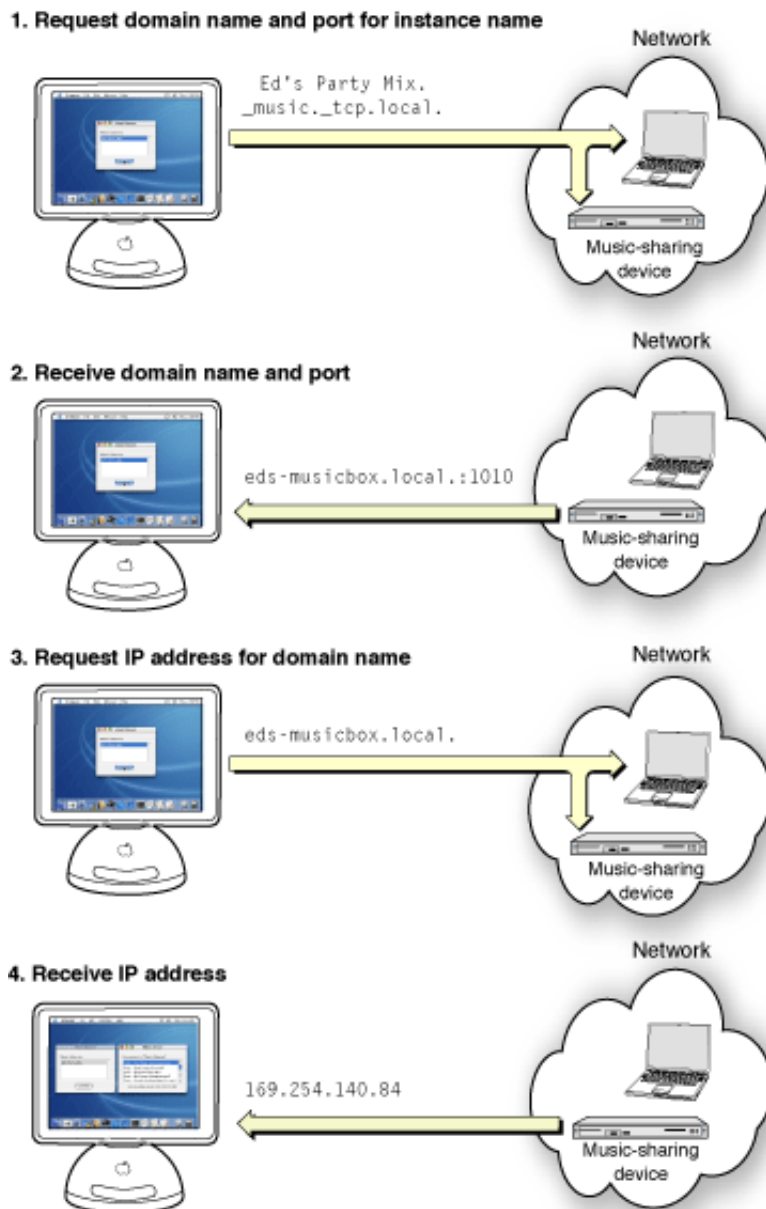 1. Request domain name and port for instance name
Network
Ed's Party Mix.
_music._tcp.local.
Music-sharing
device
Network
2. Receive domain name and port
eds-musicbox.local.:1010
Music-sharing
device
3. Request IP address for domain name
Network
eds-musicbox.local.
Music-sharing
device
Network
4. Receive IP address
169.254.140.84
Music-sharing
device